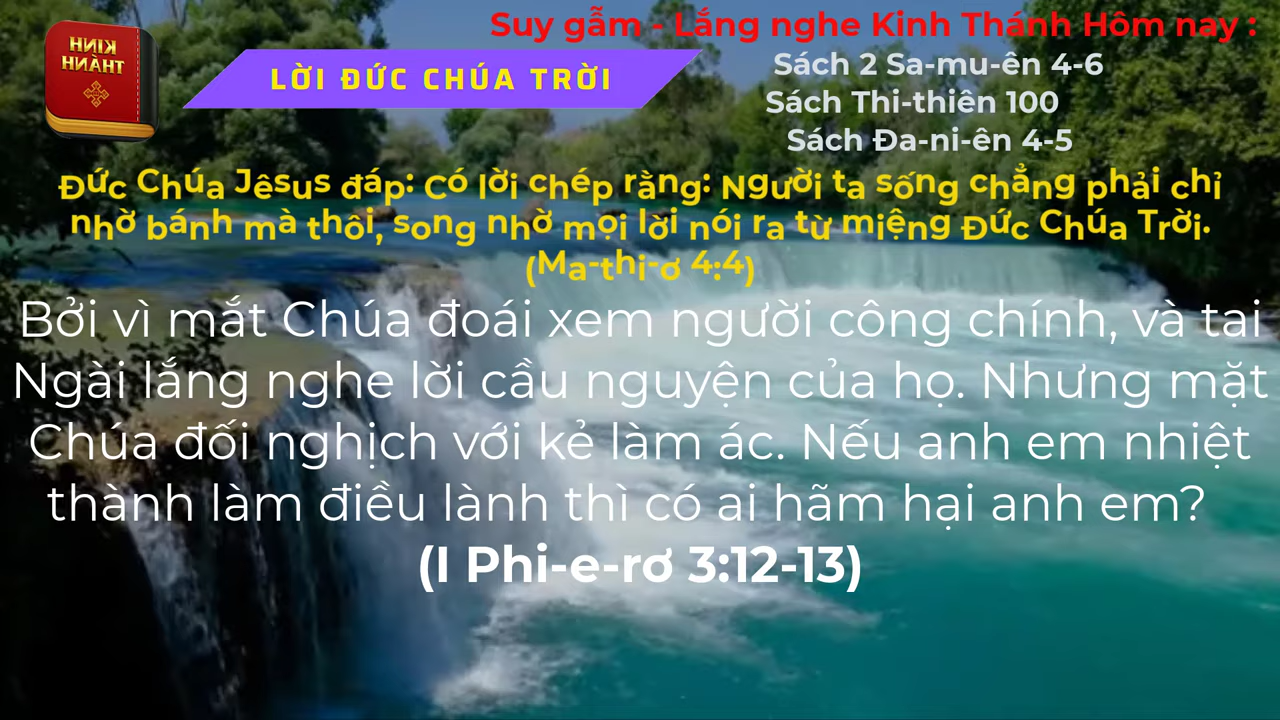 KINH
THÁNH
LỜI ĐỨC CHÚA TRỜI
Suy gẫm - Lắng nghe Kinh Thánh Hôm nay :
Sách 2 Sa-mu-ên 4-6
Sách Thi-thiên 100
Sách Đa-ni-ên 4-5
Đức Chúa Jêsus đáp: Có lời chép rằng: Người ta sống chẳng phải chỉ
nhờ bánh mà thôi, song nhờ mọi lời nói ra từ miệng Đức Chúa Trời.
(Ma-thi-ơ 4:4)
Bởi vì mắt Chúa đoái xem người công chính, và tai
Ngài lắng nghe lời cầu nguyện của họ. Nhưng mặt
Chúa đối nghịch với kẻ làm ác. Nếu anh em nhiệt
thành làm điều lành thì có ai hãm hại anh em?
(I Phi-e-rơ 3:12-13)